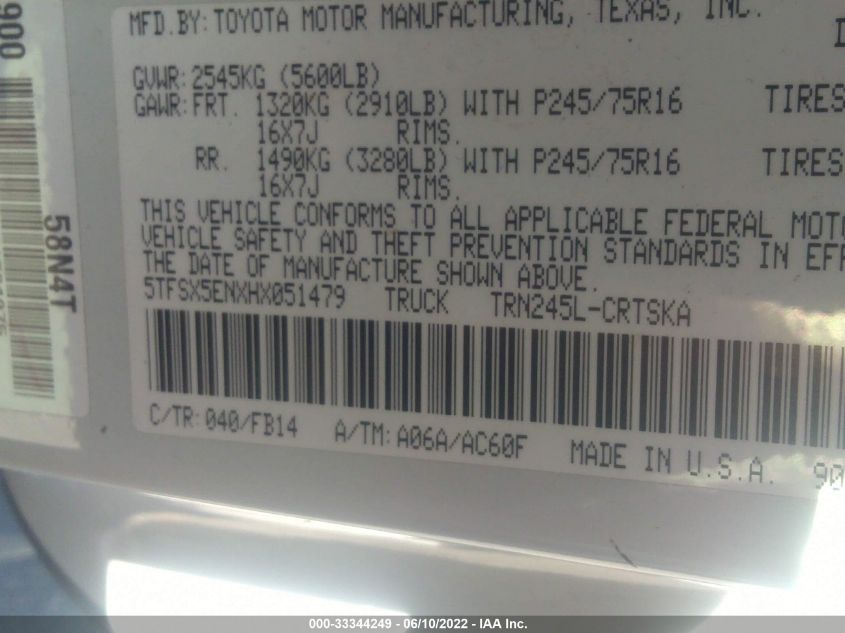 MFD.BY: TOYOTA MOTOR MANUFACTURING, TEXAS, INC.
GVWR: 2545KG (5600LB)
GAWR: FRT. 1320KG (2910LB) WITH P245/75R16 TIRES
16X7J RIMS.
RR. 1490KG (3280LB) WITH P245/75R16 TIRES
16X7J RIMS.
THIS VEHICLE CONFORMS TO ALL APPLICABLE FEDERAL MOTO
VEHICLE SAFETY AND THEFT PREVENTION STANDARDS IN EFF
THE DATE OF MANUFACTURE SHOWN ABOVE.
5TFSX5ENXHX051479 TRUCK TRN245L-CRTSKA
C/TR: 040/FB14 A/TM: A06A/AC60F MADE IN U.S.A. 90
900
58N4T
000-33344249 - 06/10/2022 - IAA Inc.